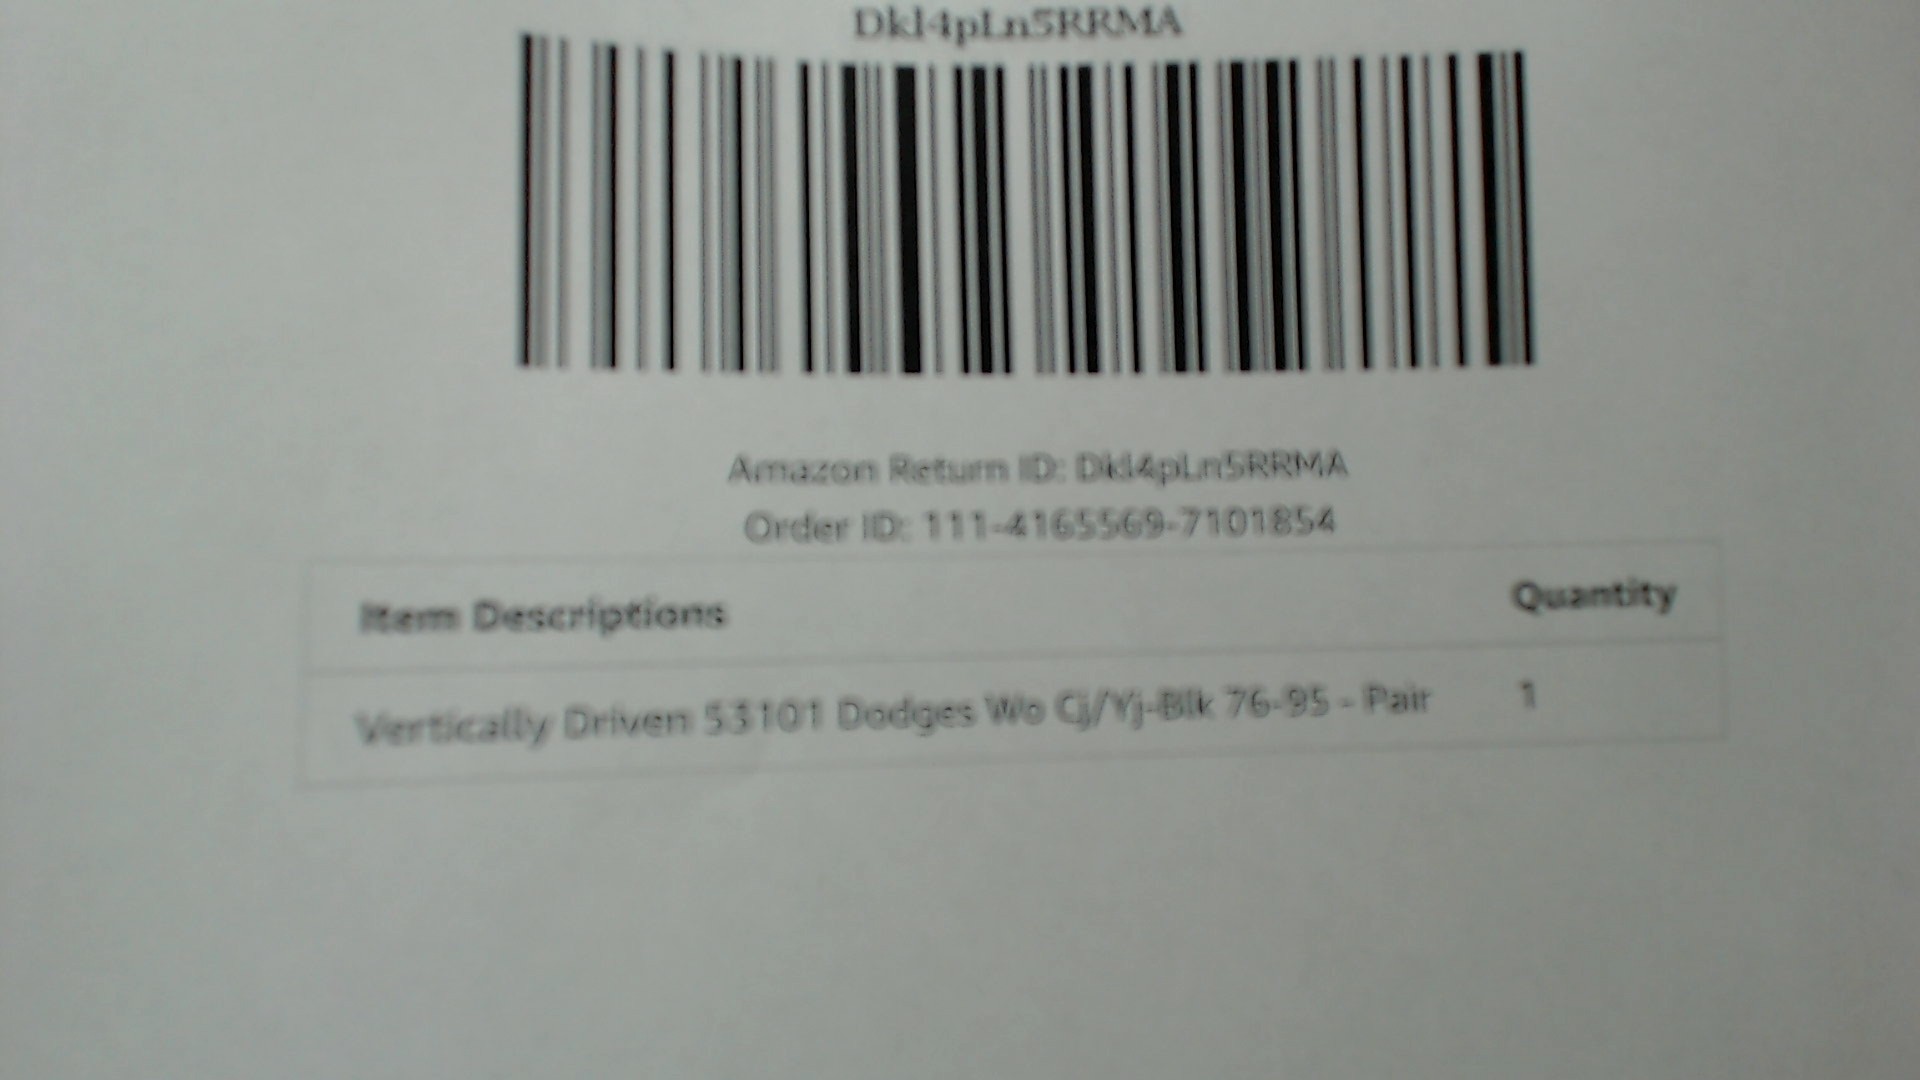 Dkl4pLn5RRMA
Amazon Return ID: Dkl4pLn5RRMA
Order ID: 111-4165569-7101854
Item Descriptions
Quantity
Vertically Driven 53101 Dodges Wo Cj/Yj-Blk 76-95 - Pair
1